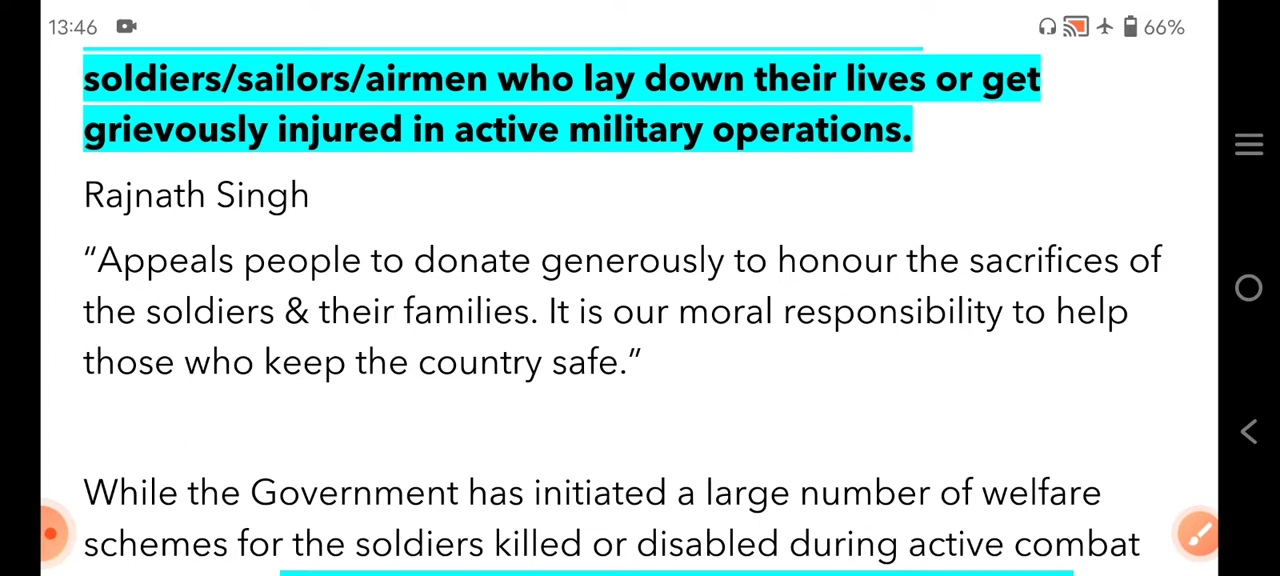 13:46
66%
soldiers/sailors/airmen who lay down their lives or get
grievously injured in active military operations.
Rajnath Singh
“Appeals people to donate generously to honour the sacrifices of
the soldiers & their families. It is our moral responsibility to help
those who keep the country safe.”
While the Government has initiated a large number of welfare
schemes for the soldiers killed or disabled during active combat